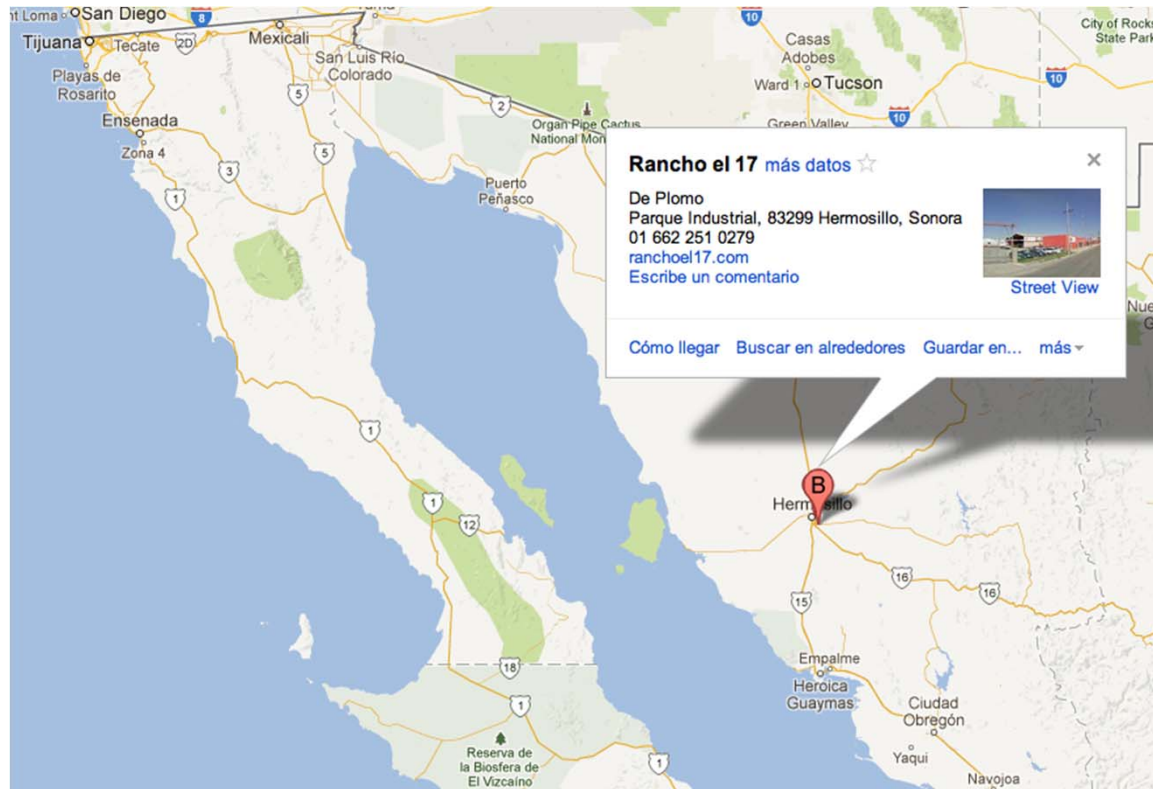 nt Loma
San Diego
8
Yuma
Tijuana
Tecate
2D
Mexicali
Playas de
Rosarito
San Luis Río
Colorado
5
2
Ensenada
Zona 4
3
5
1
Organ Pipe Cactus
National Mon
Puerto
Peñasco
10
Casas
Adobes
Ward 1
Tucson
10
Green Valley
10
City of Rocks
State Park
Rancho el 17 más datos
De Plomo
Parque Industrial, 83299 Hermosillo, Sonora
01 662 251 0279
ranchoel17.com
Escribe un comentario
Street View
Cómo llegar Buscar en alrededores Guardar en... más
Nue
G
1
1
12
B
Hermosillo
16
16
15
18
1
Empalme
Heroica
Guaymas
Ciudad
Obregón
Reserva de
la Biosfera de
El Vizcaíno
1
Yaqui
Navojoa